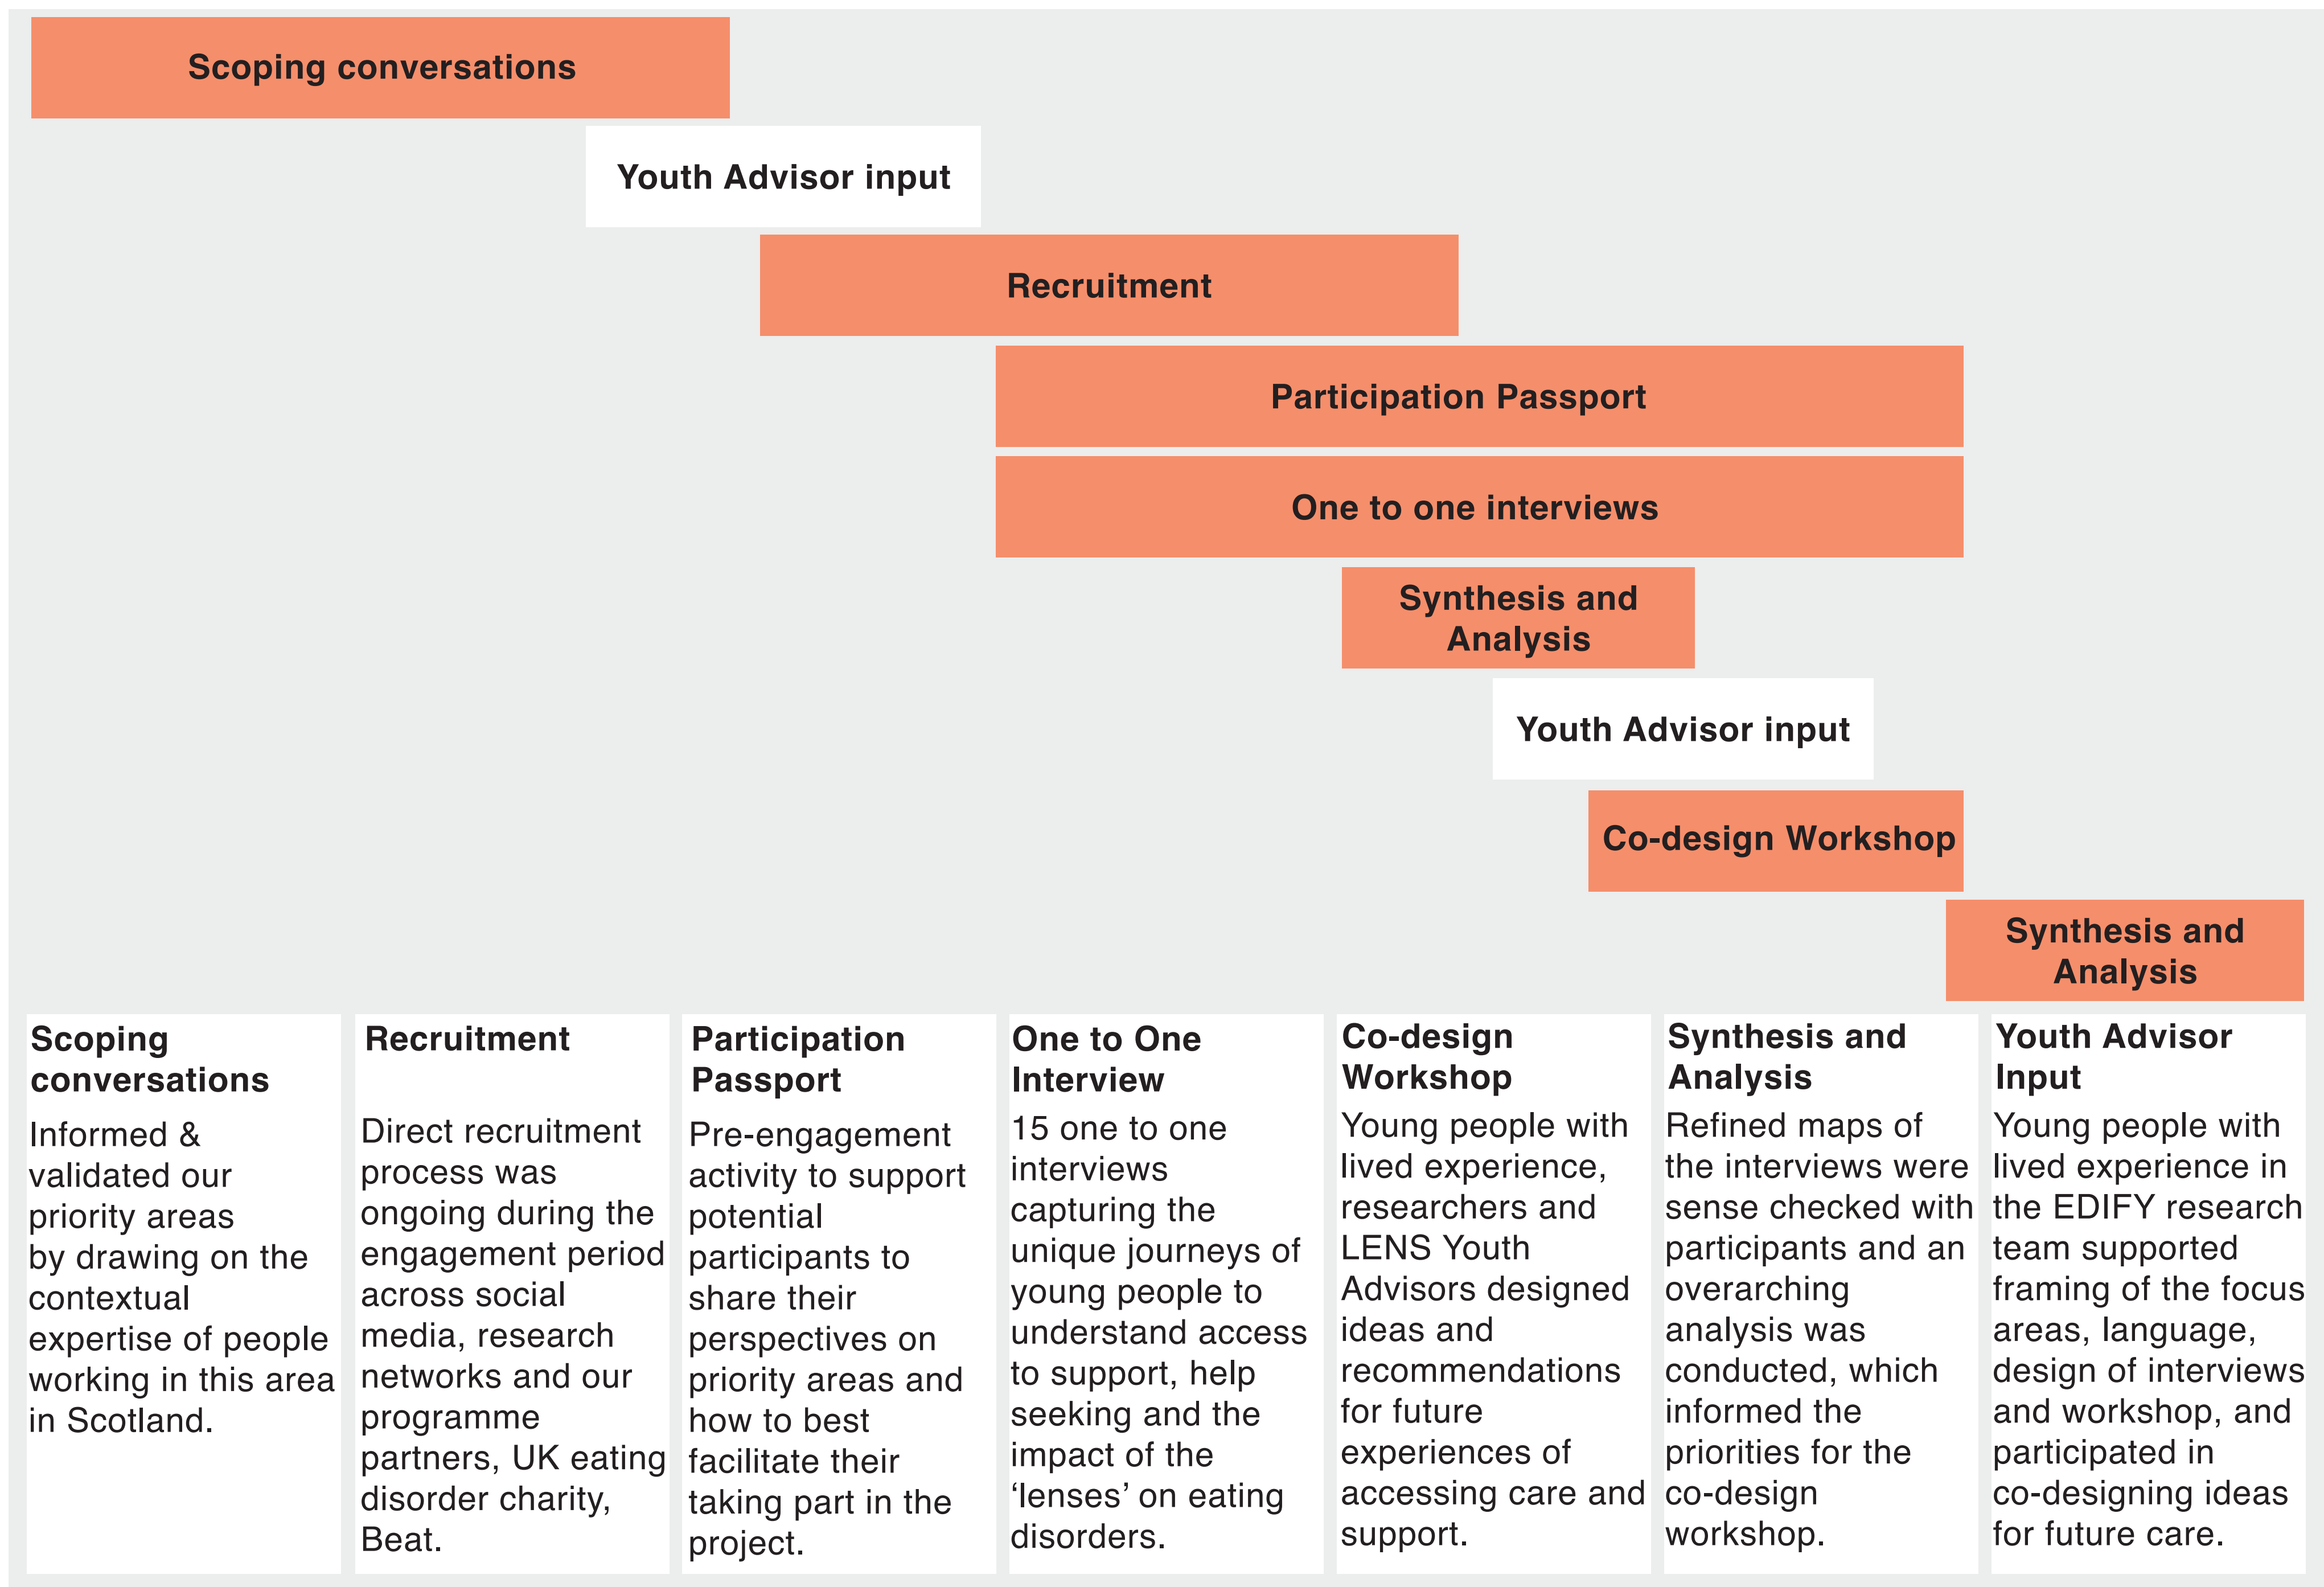 Scoping conversations
Youth Advisor input
Recruitment
Participation Passport
One to one interviews
Synthesis and
Analysis
Youth Advisor input
Co-design Workshop
Synthesis and
Analysis
Scoping
conversations
Informed &
validated our
priority areas
by drawing on the
contextual
expertise of people
working in this area
in Scotland.
Recruitment
Direct recruitment
process was
ongoing during the
engagement period
across social
media, research
networks and our
programme
partners, UK eating
disorder charity,
Beat.
Participation
Passport
Pre-engagement
activity to support
potential
participants to
share their
perspectives on
priority areas and
how to best
facilitate their
taking part in the
project.
One to One
Interview
15 one to one
interviews
capturing the
unique journeys of
young people to
understand access
to support, help
seeking and the
impact of the
‘lenses’ on eating
disorders.
Co-design
Workshop
Young people with
lived experience,
researchers and
LENS Youth
Advisors designed
ideas and
recommendations
for future
experiences of
accessing care and
support.
Synthesis and
Analysis
Refined maps of
the interviews were
sense checked with
participants and an
overarching
analysis was
conducted, which
informed the
priorities for the
co-design
workshop.
Youth Advisor
Input
Young people with
lived experience in
the EDIFY research
team supported
framing of the focus
areas, language,
design of interviews
and workshop, and
participated in
co-designing ideas
for future care.